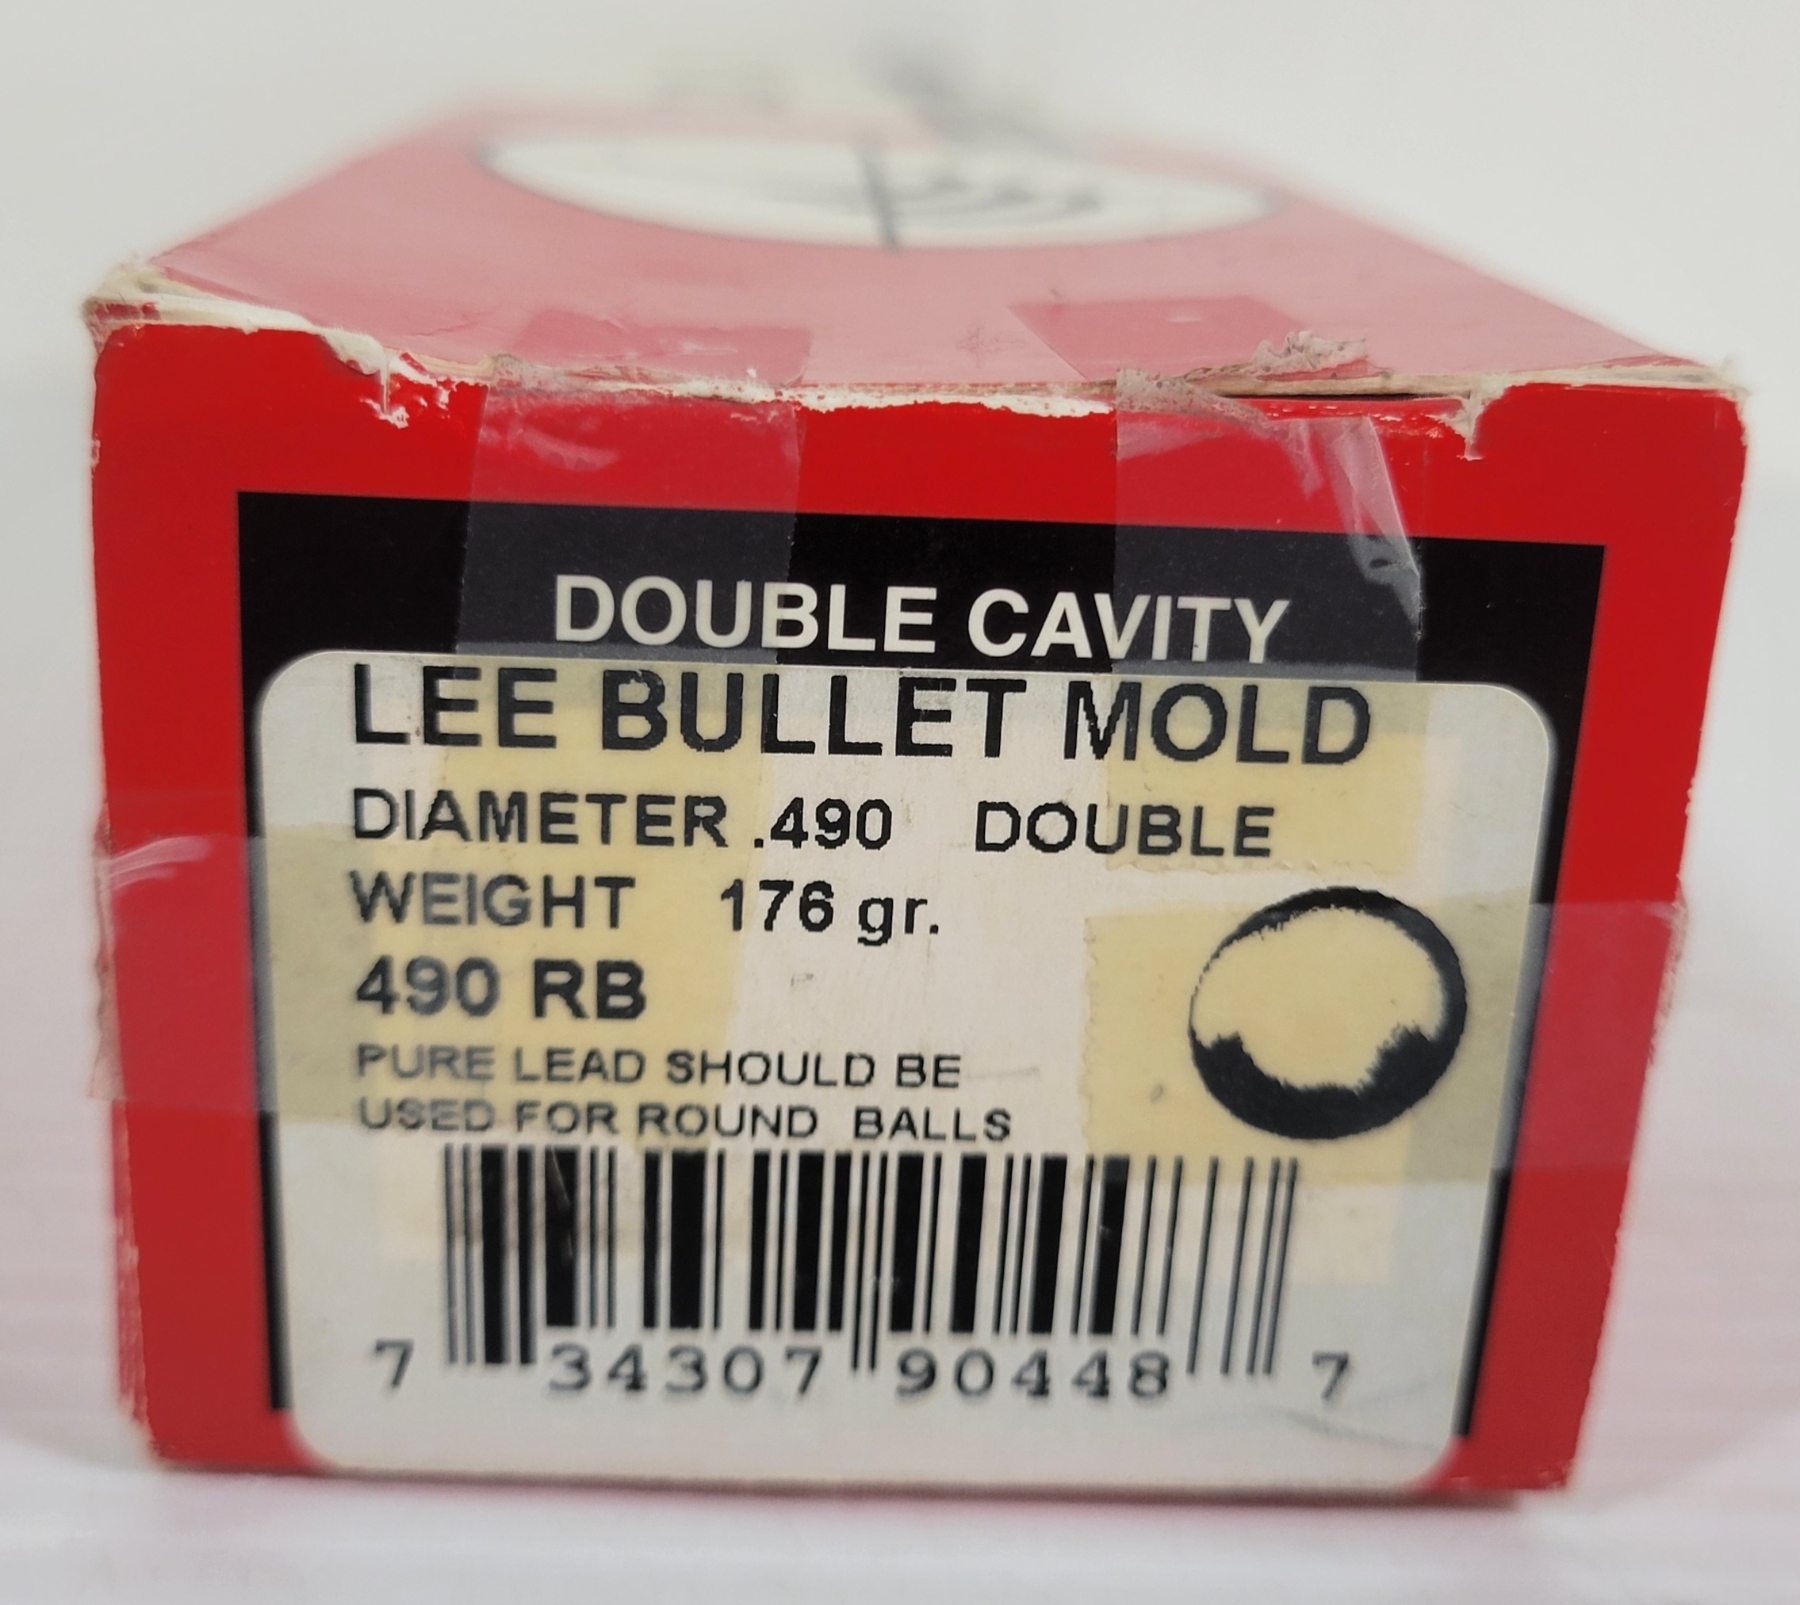 DOUBLE CAVITY
LEE BULLET MOLD
DIAMETER .490 DOUBLE
WEIGHT 176 gr.
490 RB
PURE LEAD SHOULD BE
USED FOR ROUND BALLS
7 34307 90448 7